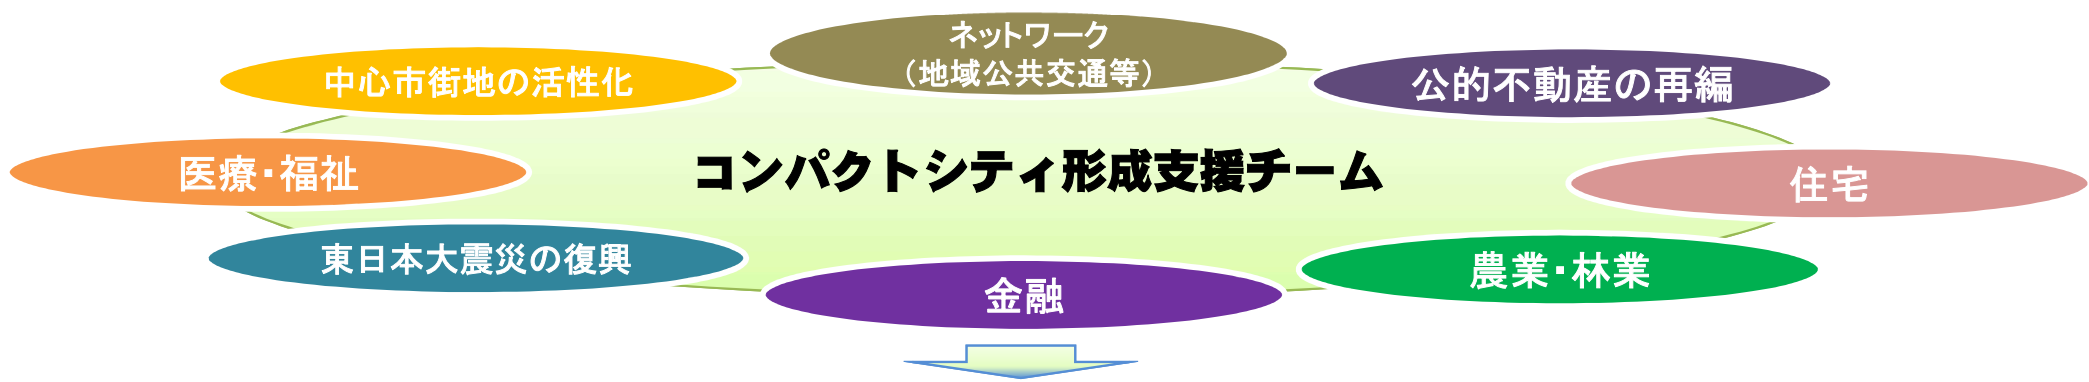 ネットワーク
（地域公共交通等）
中心市街地の活性化
公的不動産の再編
医療・福祉
コンパクトシティ形成支援チーム
住宅
東日本大震災の復興
農業・林業
金融